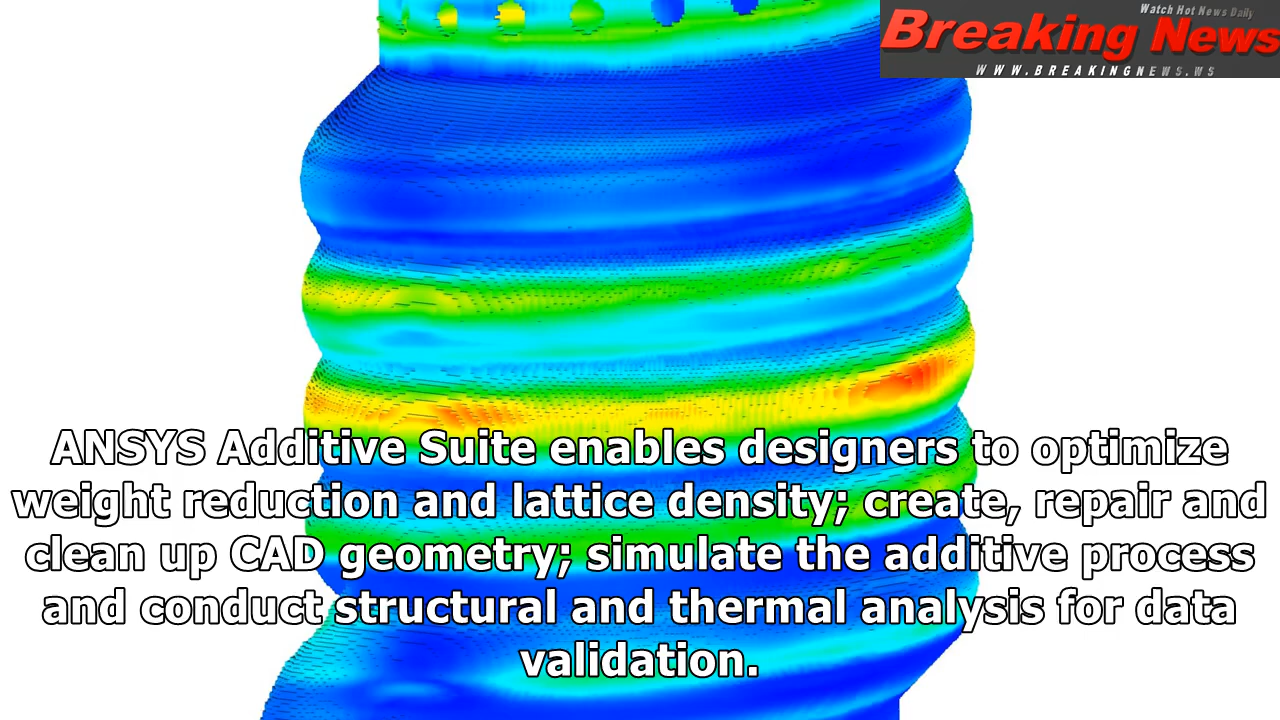 Watch Hot News Daily
Breaking News
WWW.BREAKINGNEWS.WS
ANSYS Additive Suite enables designers to optimize
weight reduction and lattice density; create, repair and
clean up CAD geometry; simulate the additive process
and conduct structural and thermal analysis for data
validation.